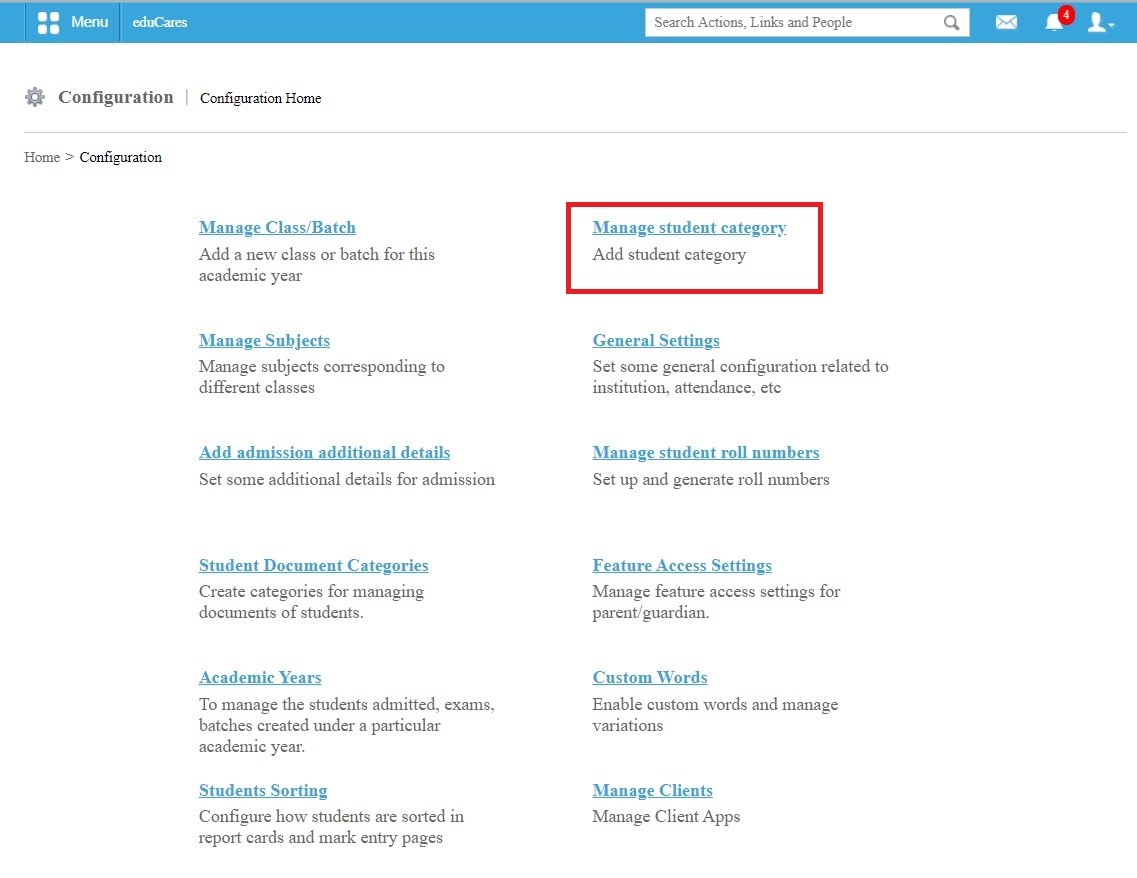 Menu
eduCares
Search Actions, Links and People
4
Configuration | Configuration Home
Home > Configuration
Manage Class/Batch
Add a new class or batch for this
academic year
Manage student category
Add student category
Manage Subjects
Manage subjects corresponding to
different classes
General Settings
Set some general configuration related to
institution, attendance, etc
Add admission additional details
Set some additional details for admission
Manage student roll numbers
Set up and generate roll numbers
Student Document Categories
Create categories for managing
documents of students.
Feature Access Settings
Manage feature access settings for
parent/guardian.
Academic Years
To manage the students admitted, exams,
batches created under a particular
academic year.
Custom Words
Enable custom words and manage
variations
Students Sorting
Configure how students are sorted in
report cards and mark entry pages
Manage Clients
Manage Client Apps